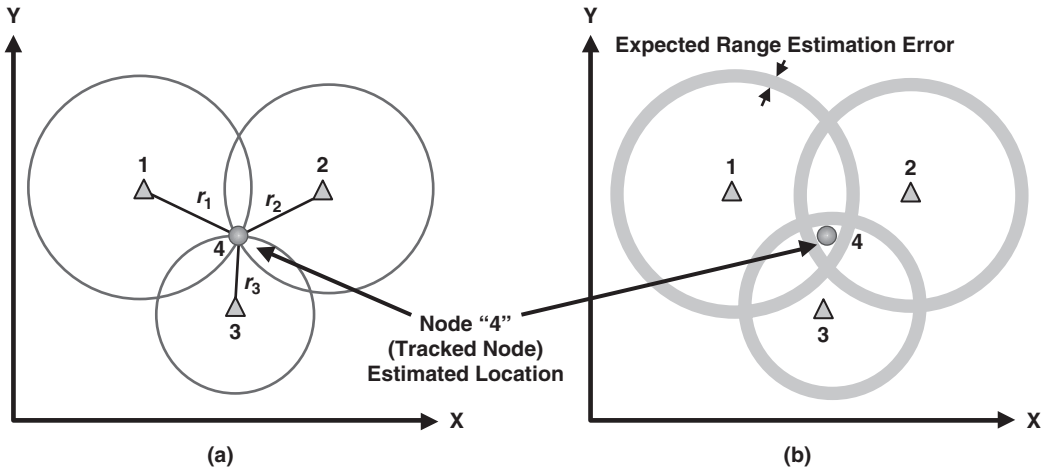 Y
1
2
r1
r2
4
r3
3
X
(a)
Node “4”
(Tracked Node)
Estimated Location
Y
Expected Range Estimation Error
1
2
4
3
X
(b)